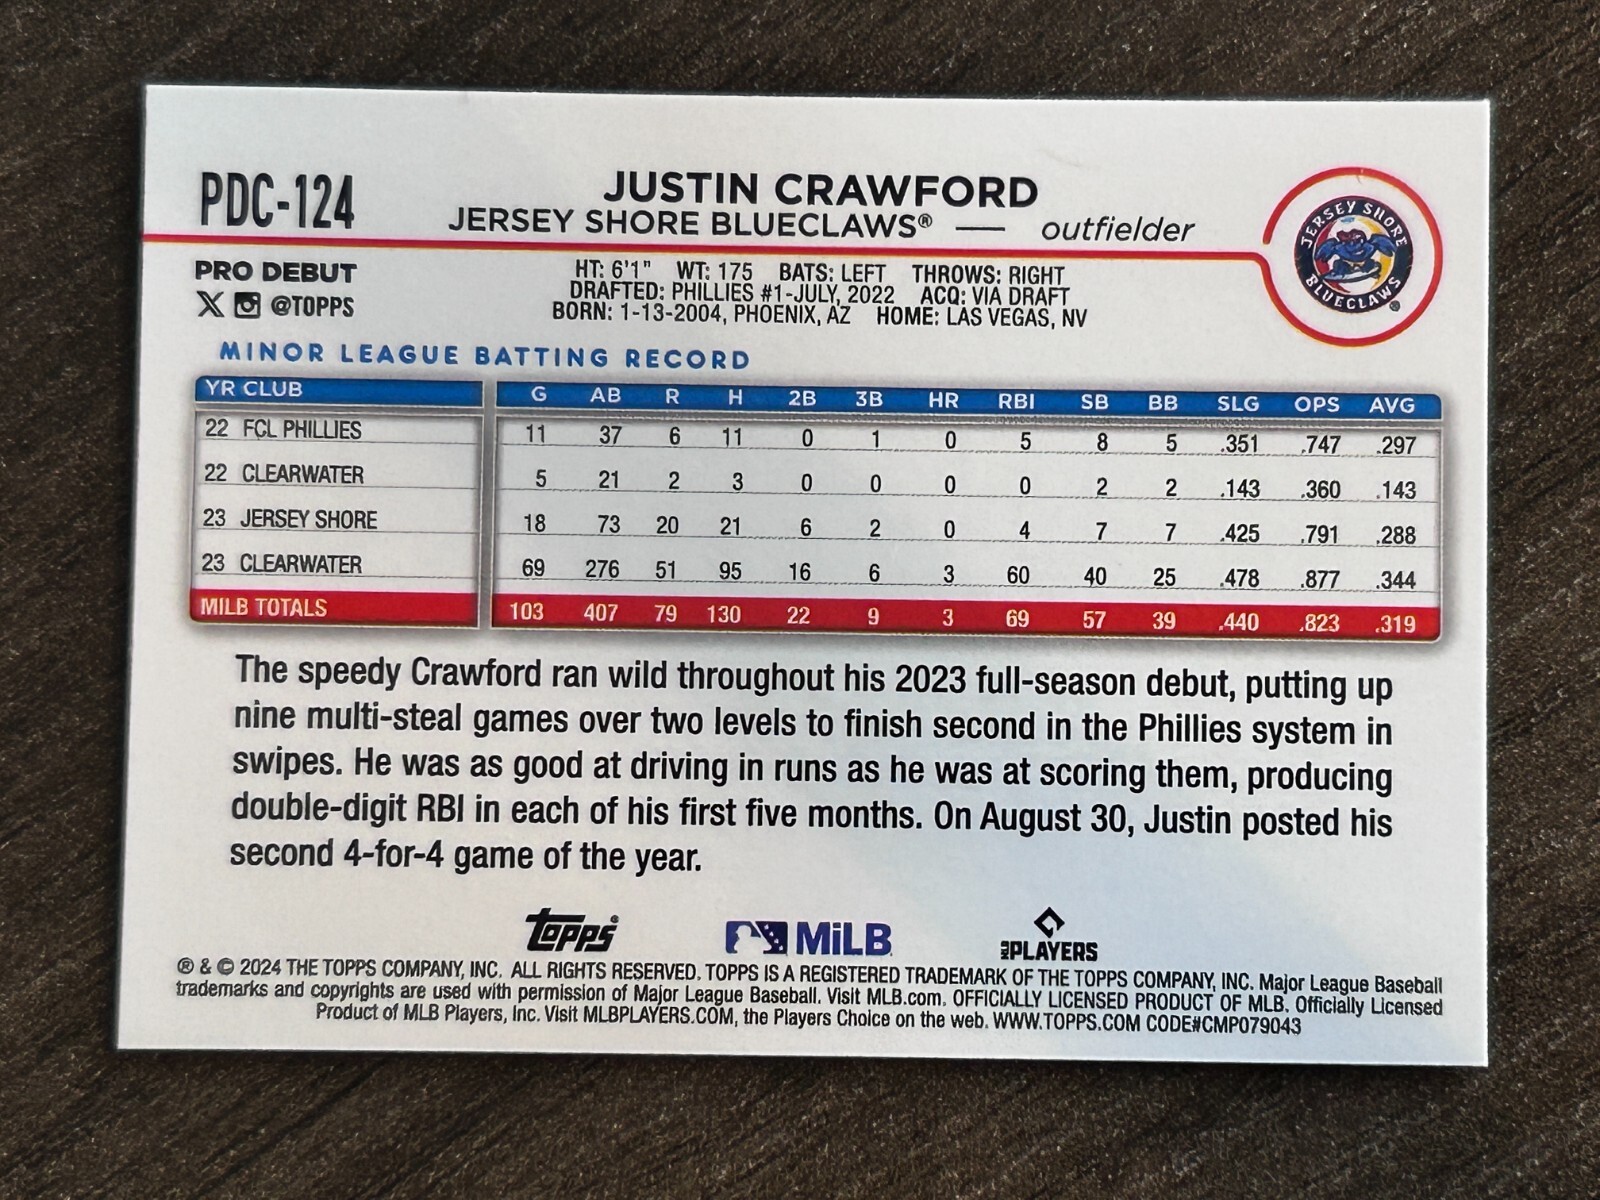 PDC-124
JUSTIN CRAWFORD
JERSEY SHORE BLUECLAWS® — outfielder
JERSEY SHORE BLUECLAWS®
PRO DEBUT
@TOPPS
HT: 6'1" WT: 175 BATS: LEFT THROWS: RIGHT
DRAFTED: PHILLIES #1-JULY, 2022 ACQ: VIA DRAFT
BORN: 1-13-2004, PHOENIX, AZ HOME: LAS VEGAS, NV
MINOR LEAGUE BATTING RECORD
YR CLUB G AB R H 2B 3B HR RBI SB BB SLG OPS AVG
22 FCL PHILLIES 11 37 6 11 0 1 0 5 8 5 .351 .747 .297
22 CLEARWATER 5 21 2 3 0 0 0 0 2 2 .143 .360 .143
23 JERSEY SHORE 18 73 20 21 6 2 0 4 7 7 .425 .791 .288
23 CLEARWATER 69 276 51 95 16 6 3 60 40 25 .478 .877 .344
MILB TOTALS 103 407 79 130 22 9 3 69 57 39 .440 .823 .319
The speedy Crawford ran wild throughout his 2023 full-season debut, putting up
nine multi-steal games over two levels to finish second in the Phillies system in
swipes. He was as good at driving in runs as he was at scoring them, producing
double-digit RBI in each of his first five months. On August 30, Justin posted his
second 4-for-4 game of the year.
topps® MiLB MLBPLAYERS
® & © 2024 THE TOPPS COMPANY, INC. ALL RIGHTS RESERVED. TOPPS IS A REGISTERED TRADEMARK OF THE TOPPS COMPANY, INC. Major League Baseball
trademarks and copyrights are used with permission of Major League Baseball. Visit MLB.com. OFFICIALLY LICENSED PRODUCT OF MLB. Officially Licensed
Product of MLB Players, Inc. Visit MLBPLAYERS.COM, the Players Choice on the web. WWW.TOPPS.COM CODE#CMP079043